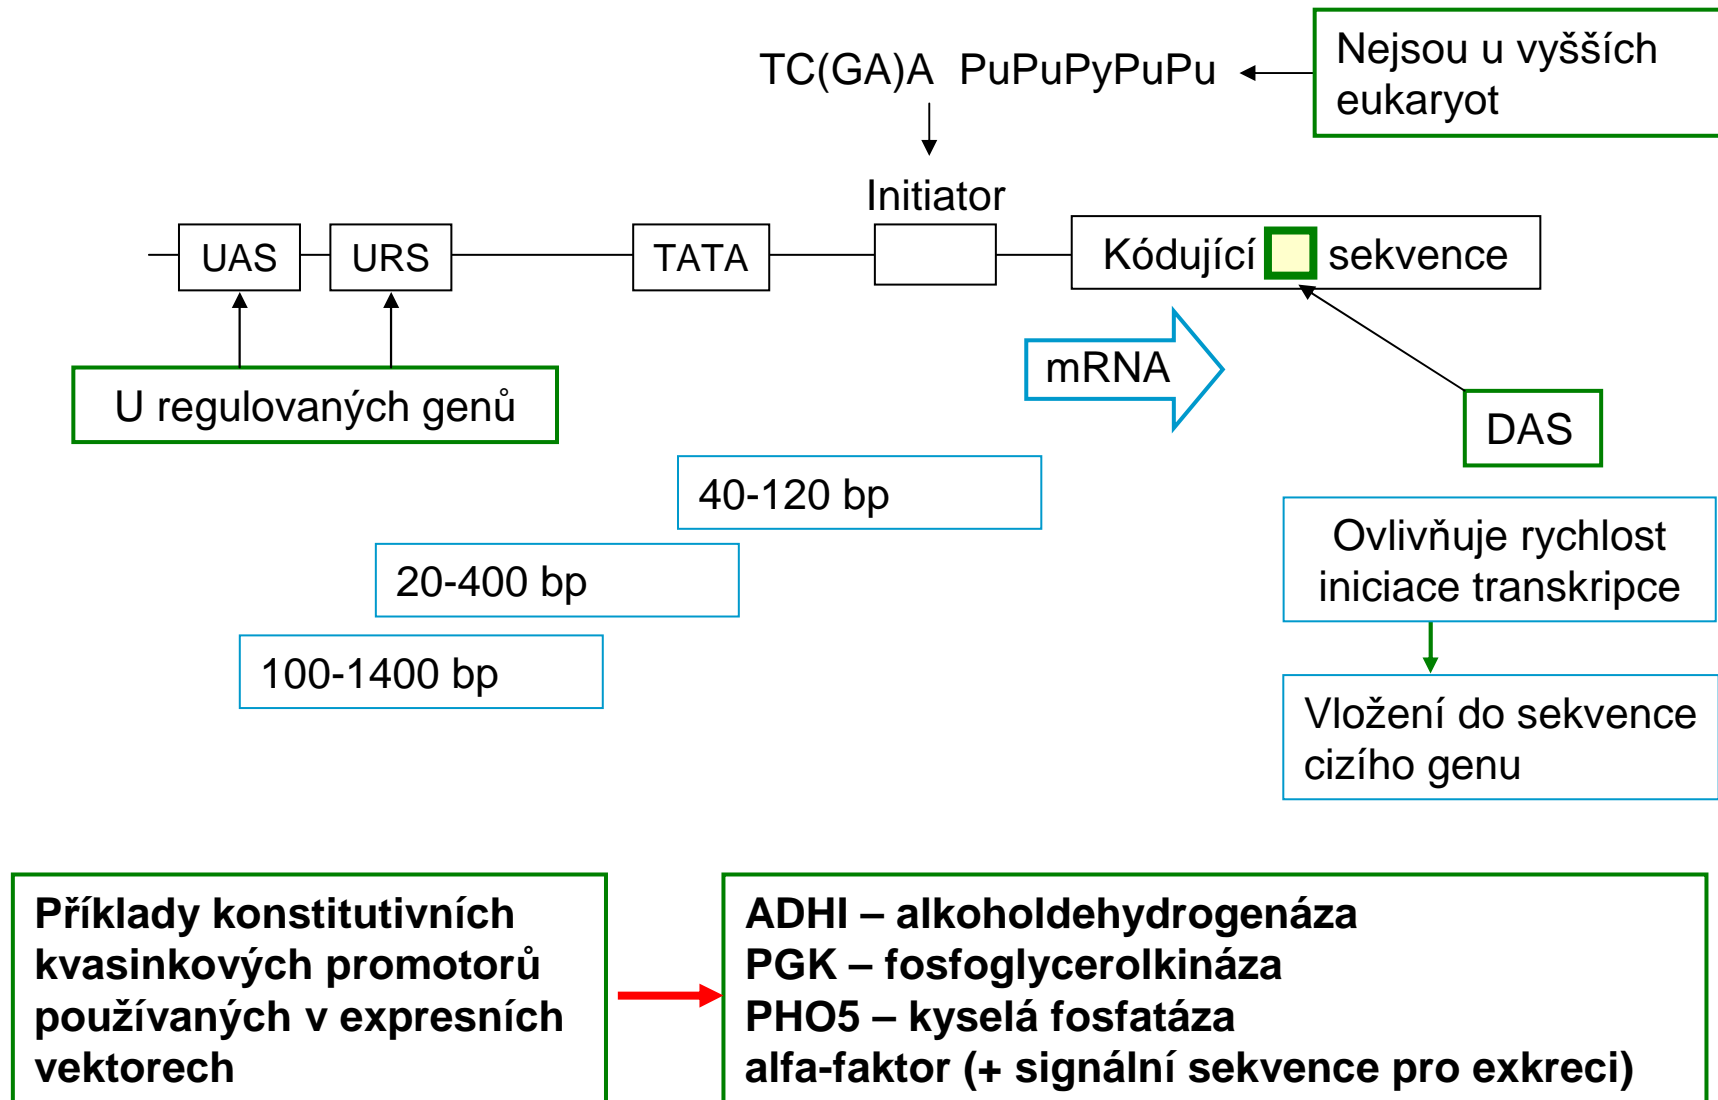 TC(GA)A PuPuPyPuPu
Nejsou u vyšších
eukaryot
Initiator
UAS
URS
TATA
Kódující sekvence
mRNA
U regulovaných genů
DAS
40-120 bp
20-400 bp
100-1400 bp
Ovlivňuje rychlost
iniciace transkripce
Vložení do sekvence
cizího genu
Příklady konstitutivních
kvasinkových promotorů
používaných v expresních
vektorech
ADHI – alkoholdehydrogenáza
PGK – fosfoglycerolkináza
PHO5 – kyselá fosfatáza
alfa-faktor (+ signální sekvence pro exkreci)